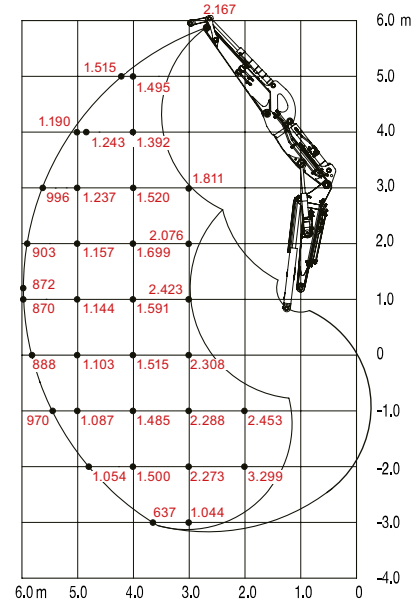 2.167 6.0 m
1.515 1.495 5.0
1.190 1.243 1.392 4.0
996 1.237 1.520 1.811 3.0
903 1.157 1.699 2.076 2.0
872 2.423
870 1.144 1.591 1.0
888 1.103 1.515 2.308 0
970 1.087 1.485 2.288 2.453 -1.0
1.054 1.500 2.273 3.299 -2.0
637 1.044 -3.0
-4.0
6.0 m 5.0 4.0 3.0 2.0 1.0 0